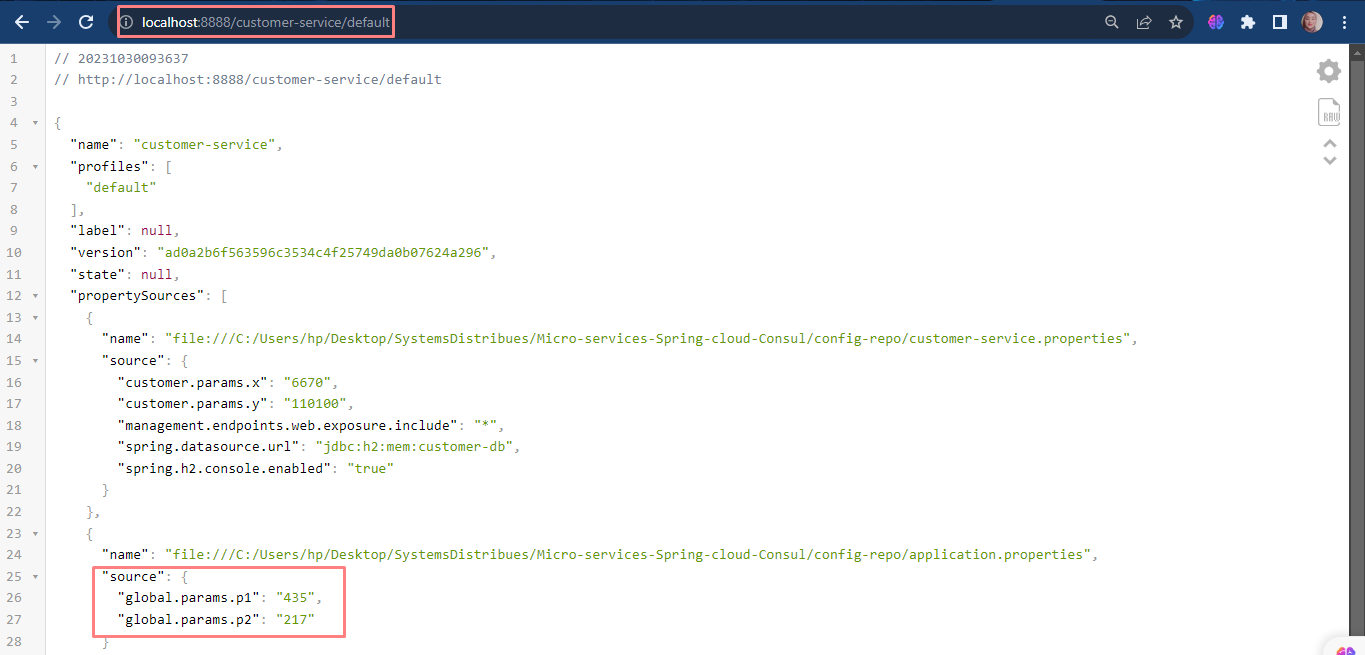 localhost:8888/customer-service/default
1 // 20231030093637
2 // http://localhost:8888/customer-service/default
3
4 {
5 "name": "customer-service",
6 "profiles": [
7 "default"
8 ],
9 "label": null,
10 "version": "ad0a2b6f563596c3534c4f25749da0b07624a296",
11 "state": null,
12 "propertySources": [
13 {
14 "name": "file:///C:/Users/hp/Desktop/SystemsDistribues/Micro-services-Spring-cloud-Consul/config-repo/customer-service.properties",
15 "source": {
16 "customer.params.x": "6670",
17 "customer.params.y": "110100",
18 "management.endpoints.web.exposure.include": "*",
19 "spring.datasource.url": "jdbc:h2:mem:customer-db",
20 "spring.h2.console.enabled": "true"
21 }
22 },
23 {
24 "name": "file:///C:/Users/hp/Desktop/SystemsDistribues/Micro-services-Spring-cloud-Consul/config-repo/application.properties",
25 "source": {
26 "global.params.p1": "435",
27 "global.params.p2": "217"
28 }
RAW